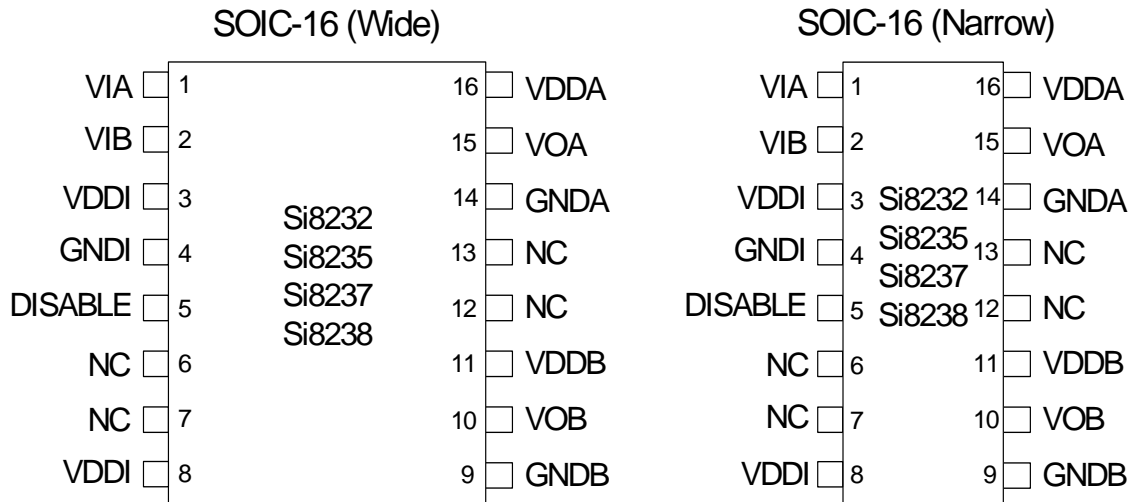 SOIC-16 (Wide)
VIA 1 16 VDDA
VIB 2 15 VOA
VDDI 3 14 GNDA
GNDI 4 13 NC
DISABLE 5 12 NC
NC 6 11 VDDB
NC 7 10 VOB
VDDI 8 9 GNDB
Si8232
Si8235
Si8237
Si8238
SOIC-16 (Narrow)
VIA 1 16 VDDA
VIB 2 15 VOA
VDDI 3 14 GNDA
GNDI 4 13 NC
DISABLE 5 12 NC
NC 6 11 VDDB
NC 7 10 VOB
VDDI 8 9 GNDB
Si8232
Si8235
Si8237
Si8238